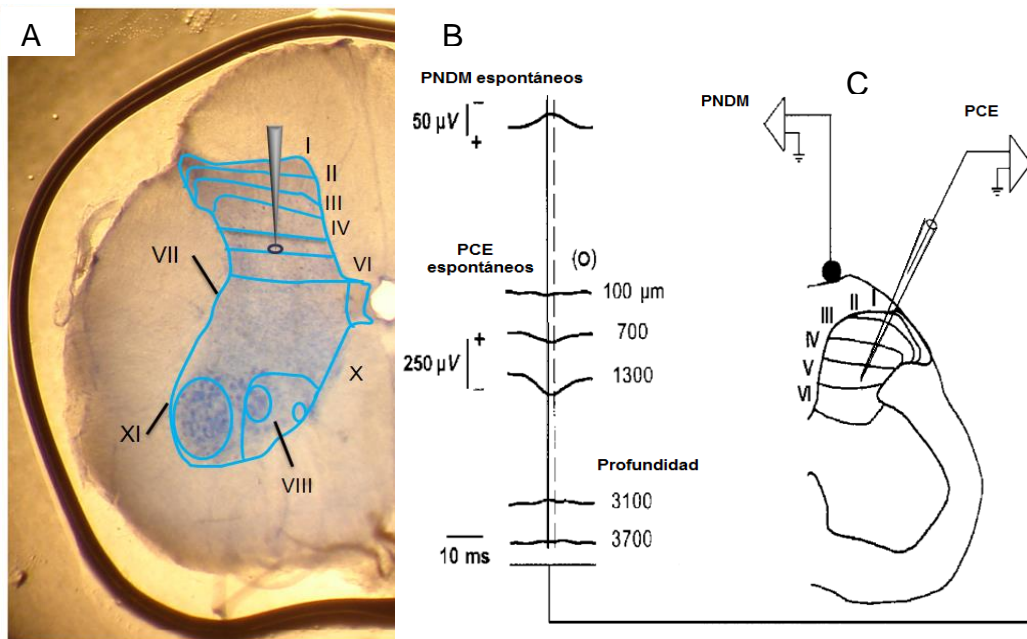 A
I
II
III
IV
VI
VII
X
XI
VIII
B
PNDM espontáneos
50 µV
−
+
PCE
espontáneos
(O)
100 µm
700
1300
250 µV
+
−
Profundidad
3100
3700
10 ms
C
PNDM
PCE
I
II
III
IV
V
VI